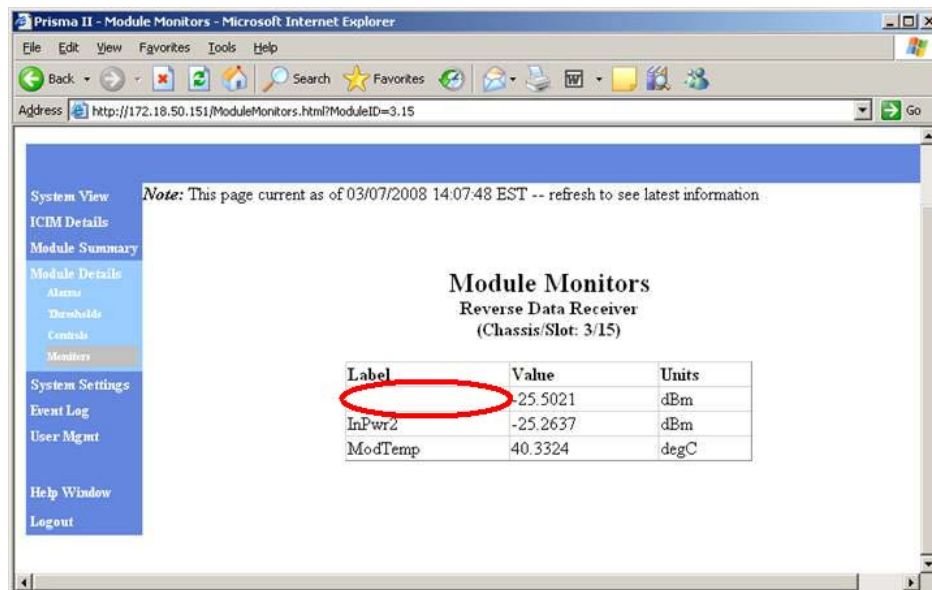 Prisma II - Module Monitors - Microsoft Internet Explorer
File Edit View Favorites Tools Help
Back Search Favorites
Address http://172.18.50.151/ModuleMonitors.html?ModuleID=3.15 Go
Note: This page current as of 03/07/2008 14:07:48 EST -- refresh to see latest information
System View
ICIM Details
Module Summary
Module Details
Alarms
Thresholds
Controls
Monitors
System Settings
Event Log
User Mgmt
Help Window
Logout
Module Monitors
Reverse Data Receiver
(Chassis/Slot: 3/15)
Label Value Units
-25.5021 dBm
InPwr2 -25.2637 dBm
ModTemp 40.3324 degC